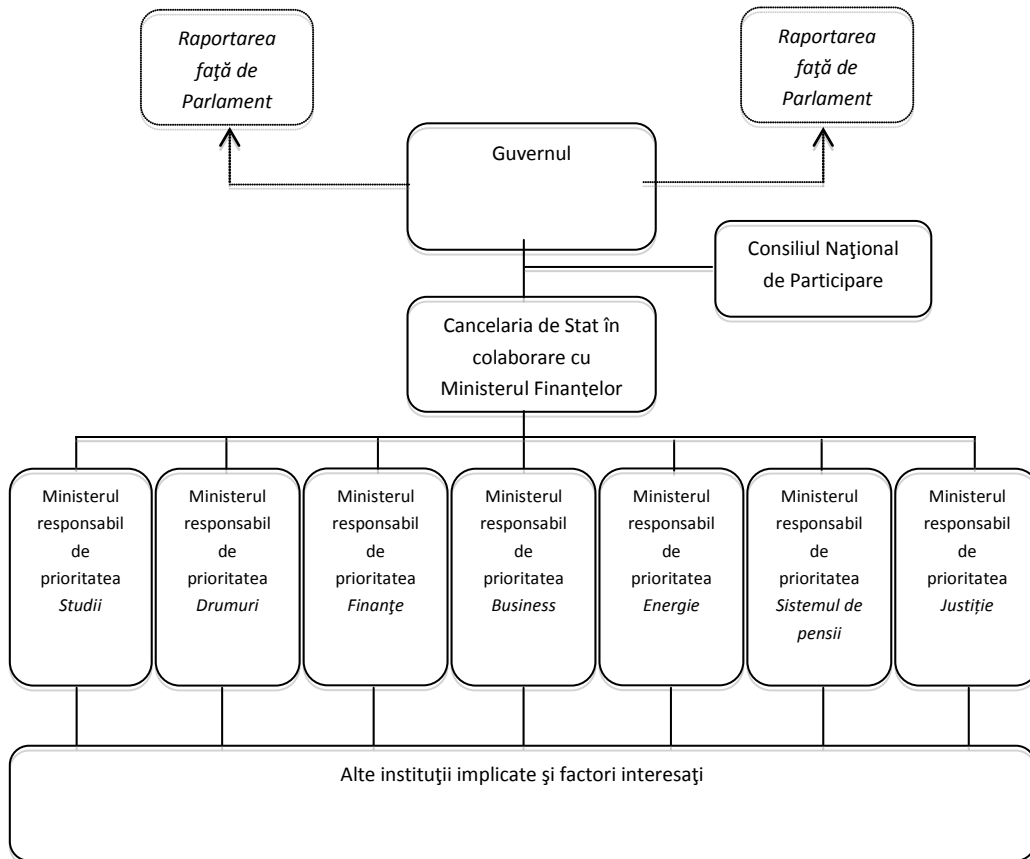 Raportarea
faţă de
Parlament
Raportarea
faţă de
Parlament
Guvernul
Consiliul Naţional
de Participare
Cancelaria de Stat în
colaborare cu
Ministerul Finanţelor
Ministerul
responsabil
de
prioritatea
Studii
Ministerul
responsabil
de
prioritatea
Drumuri
Ministerul
responsabil
de
prioritatea
Finanţe
Ministerul
responsabil
de
prioritatea
Business
Ministerul
responsabil
de
prioritatea
Energie
Ministerul
responsabil
de
prioritatea
Sistemul de
pensii
Ministerul
responsabil
de
prioritatea
Justiție
Alte instituţii implicate şi factori interesaţi